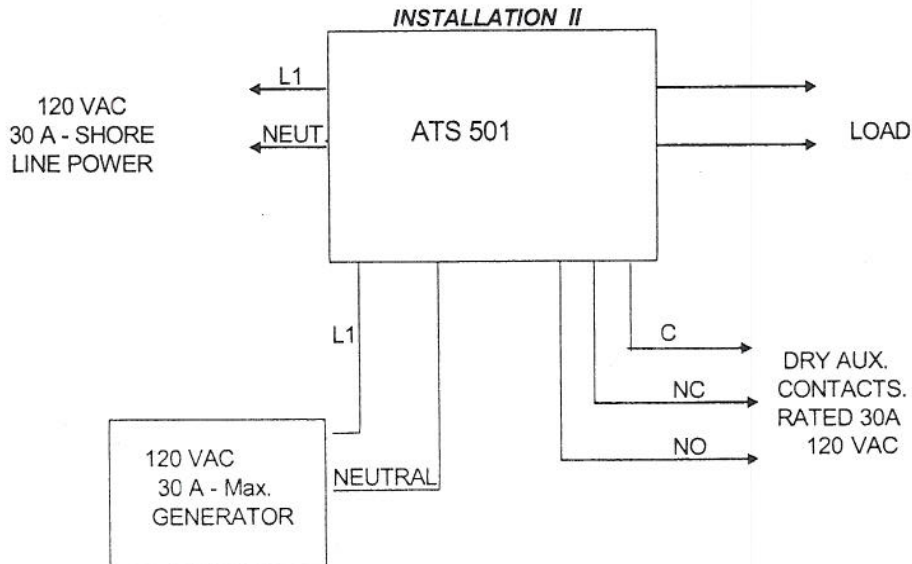 INSTALLATION II
L1
120 VAC
30 A - SHORE
LINE POWER
NEUT.
ATS 501
LOAD
L1
C
DRY AUX.
CONTACTS.
RATED 30A
120 VAC
NC
NO
120 VAC
30 A - Max.
GENERATOR
NEUTRAL